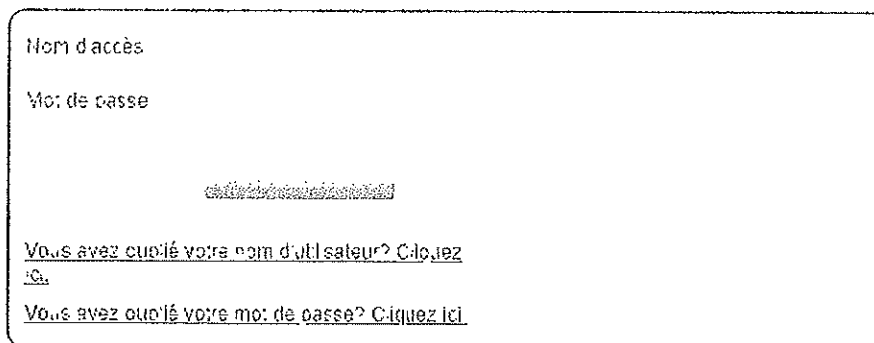 Nom d'accès
Mot de passe
Vous avez oublié votre nom d'utilisateur? Cliquez
ici.
Vous avez oublié votre mot de passe? Cliquez ici.